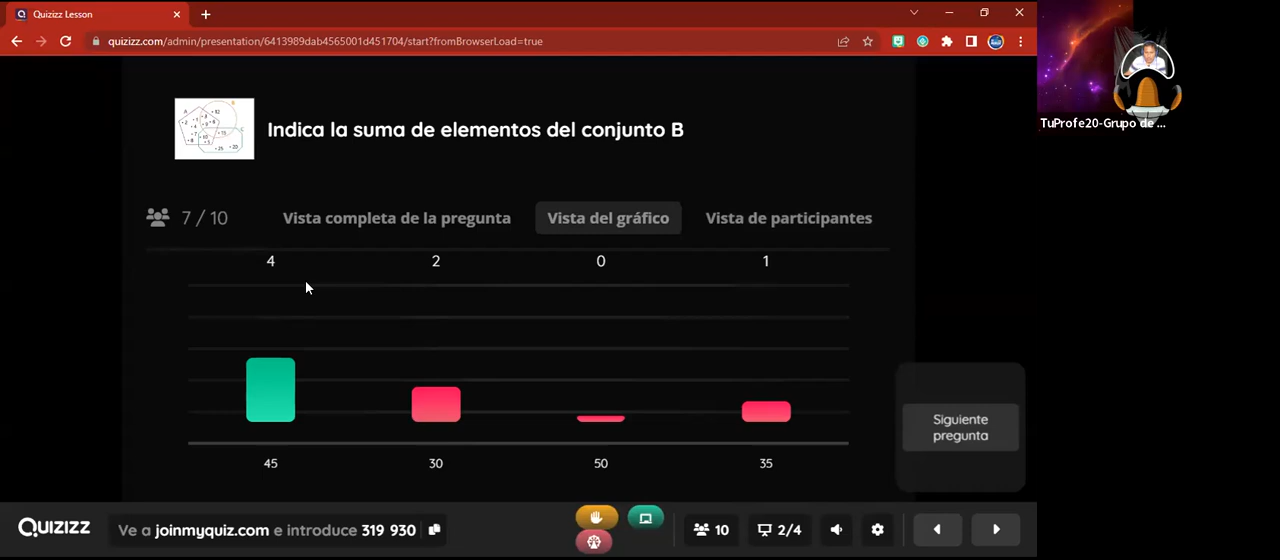 Quizizz Lesson
quizizz.com/admin/presentation/6413989dab4565001d451704/start?fromBrowserLoad=true
TuProfe20-Grupo de ...
Indica la suma de elementos del conjunto B
7 / 10
Vista completa de la pregunta
Vista del gráfico
Vista de participantes
4 2 0 1
45 30 50 35
Siguiente
pregunta
QUIZIZZ
Ve a joinmyquiz.com e introduce 319 930
10
2/4